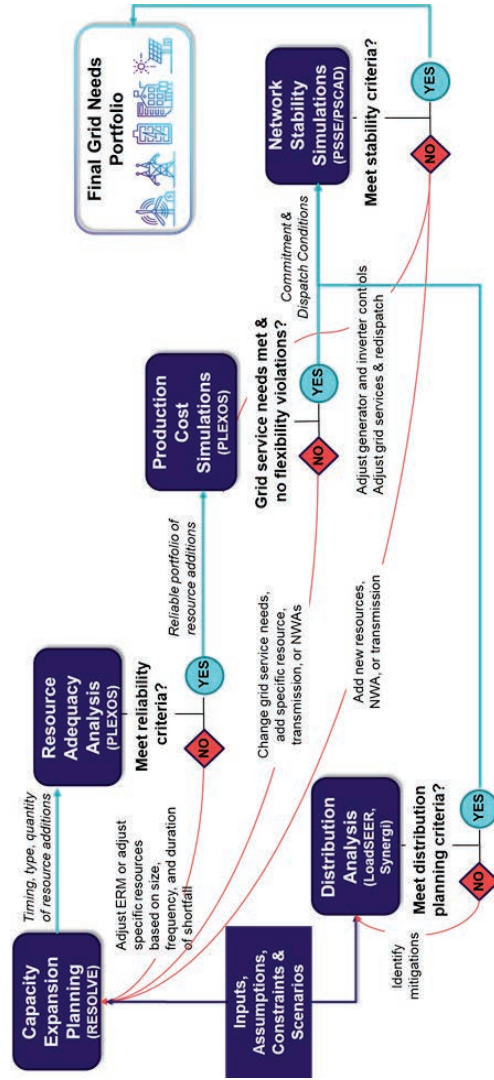 Capacity
Expansion
Planning
(RESOLVE)
Timing, type, quantity
of resource additions
Resource
Adequacy
Analysis
(PLEXOS)
Meet reliability
criteria?
NO
YES
Adjust ERM or adjust
specific resources
based on size,
frequency, and duration
of shortfall
Reliable portfolio of
resource additions
Production
Cost
Simulations
(PLEXOS)
Grid service needs met &
no flexibility violations?
NO
YES
Change grid service needs,
add specific resource,
transmission, or NWAs
Commitment &
Dispatch Conditions
Final Grid Needs
Portfolio
Network
Stability
Simulations
(PSSE/PSCAD)
Meet stability criteria?
NO
YES
Adjust generator and inverter controls
Adjust grid services & redispatch
Add new resources,
NWA, or transmission
Inputs,
Assumptions,
Constraints &
Scenarios
Distribution
Analysis
(LoadSEER,
Synergi)
Meet distribution
planning criteria?
NO
YES
Identify
mitigations